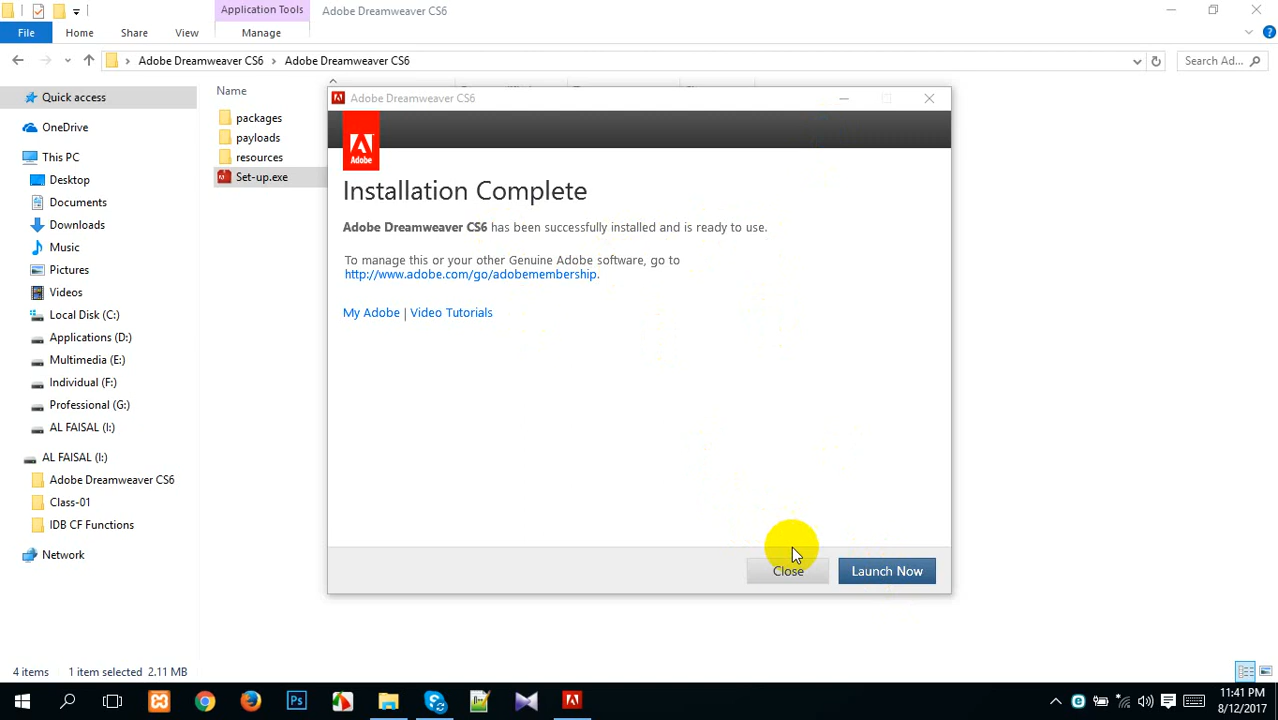 Application Tools
Adobe Dreamweaver CS6
File
Home
Share
View
Manage
Adobe Dreamweaver CS6
Adobe Dreamweaver CS6
Search Ad...
Quick access
OneDrive
This PC
Desktop
Documents
Downloads
Music
Pictures
Videos
Local Disk (C:)
Applications (D:)
Multimedia (E:)
Individual (F:)
Professional (G:)
AL FAISAL (I:)
AL FAISAL (I:)
Adobe Dreamweaver CS6
Class-01
IDB CF Functions
Network
Name
packages
payloads
resources
Set-up.exe
Adobe Dreamweaver CS6
Adobe
Installation Complete
Adobe Dreamweaver CS6 has been successfully installed and is ready to use.
To manage this or your other Genuine Adobe software, go to
http://www.adobe.com/go/adobemembership.
My Adobe | Video Tutorials
Close
Launch Now
4 items
1 item selected 2.11 MB
Ps
11:41 PM
8/12/2017